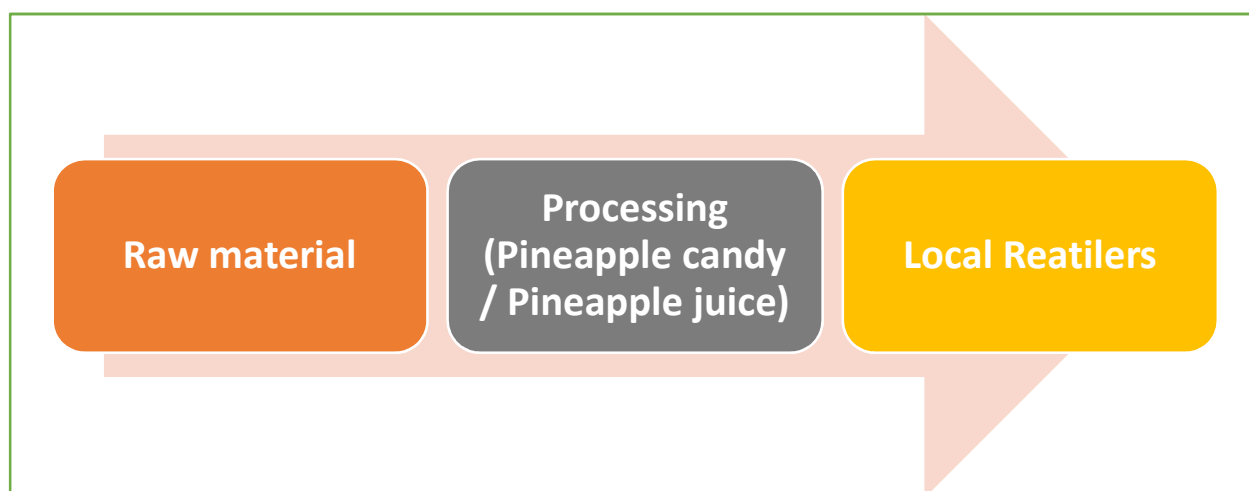 Raw material
Processing
(Pineapple candy
/ Pineapple juice)
Local Reatilers